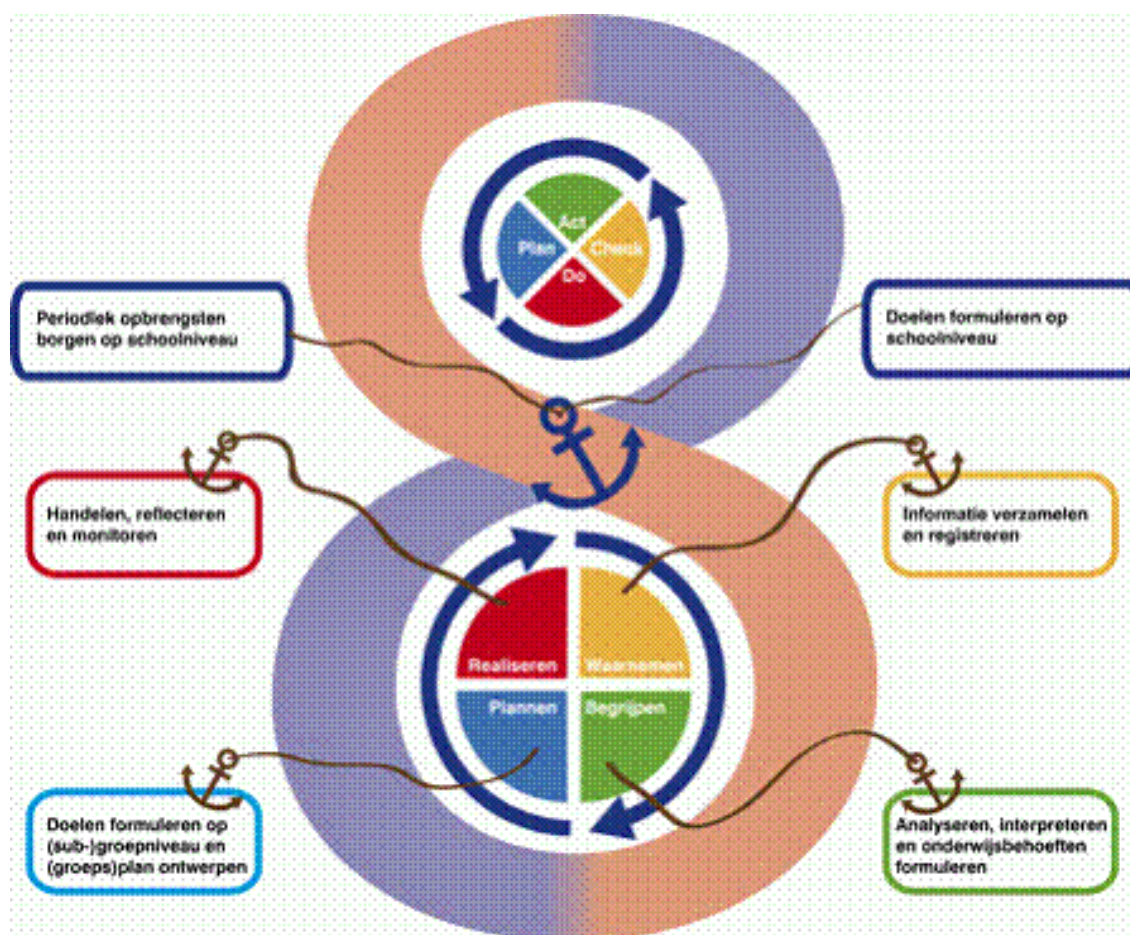 Act
Plan
Check
Do
Periodiek opbrengsten
borgen op schoolniveau
Doelen formuleren op
schoolniveau
Handelen, reflecteren
en monitoren
Informatie verzamelen
en registreren
Realiseren
Waarnemen
Plannen
Begrijpen
Doelen formuleren op
(sub-)groepniveau en
(groeps)plan ontwerpen
Analyseren, interpreteren
en onderwijsbehoeften
formuleren